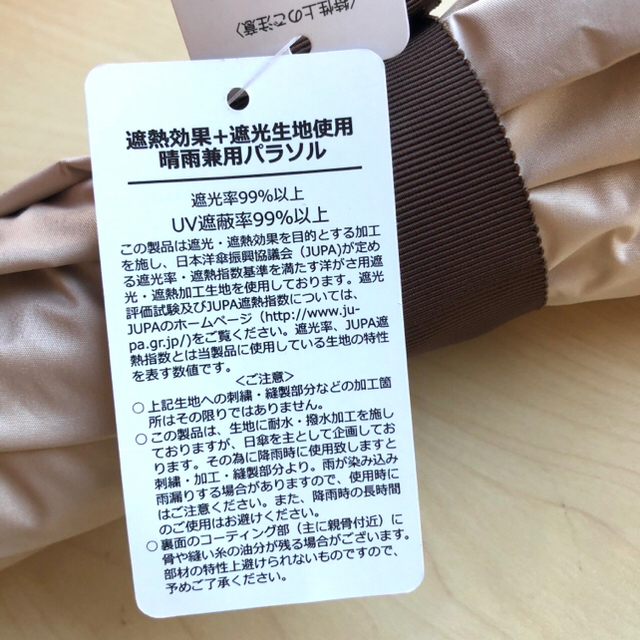 〈特性上のご注意〉
遮熱効果+遮光生地使用
晴雨兼用パラソル
遮光率99%以上
UV遮蔽率99%以上
この製品は遮光・遮熱効果を目的とする加工
を施し、日本洋傘振興協議会(JUPA)が定め
る遮光率・遮熱指数基準を満たす洋がさ用遮
光・遮熱加工生地を使用しております。遮光
評価試験及びJUPA遮熱指数については、
JUPAのホームページ(http://www.ju-
pa.gr.jp/)をご覧ください。遮光率、JUPA遮
熱指数とは当製品に使用している生地の特性
を表す数値です。
<ご注意>
○上記生地への刺繍・縫製部分などの加工箇
所はその限りではありません。
○この製品は、生地に耐水・撥水加工を施し
ておりますが、日傘を主として企画してお
ります。その為に降雨時に使用致しますと
刺繍・加工・縫製部分より。雨が染み込み
雨漏りする場合がありますので、使用時に
はご注意ください。また、降雨時の長時間
のご使用はお避けください。
○裏面のコーティング部(主に親骨付近)に
骨や縫い糸の油分が残る場合がございます。
部材の特性上避けられないものですので、
予めご了承ください。